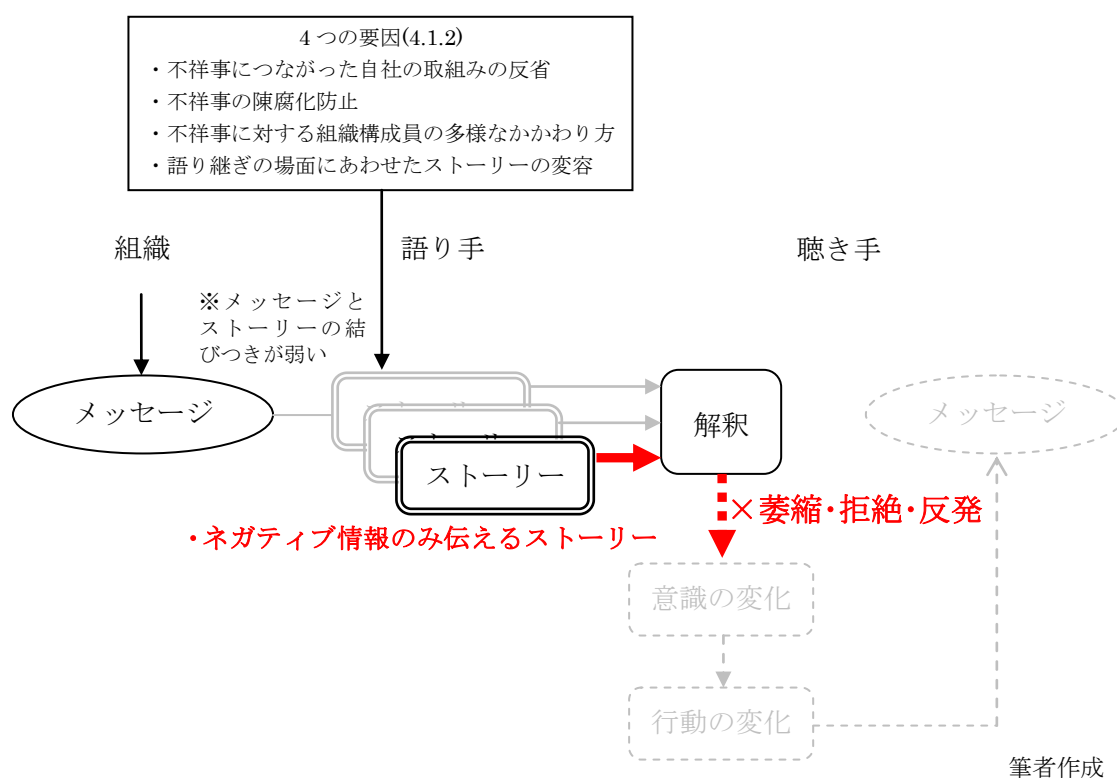 4つの要因(4.1.2)
・不祥事につながった自社の取組みの反省
・不祥事の陳腐化防止
・不祥事に対する組織構成員の多様なかかわり方
・語り継ぎの場面にあわせたストーリーの変容
組織
語り手
聴き手
※メッセージと
ストーリーの結
びつきが弱い
メッセージ
ストーリー
解釈
メッセージ
×萎縮・拒絶・反発
・ネガティブ情報のみ伝えるストーリー
意識の変化
行動の変化
筆者作成